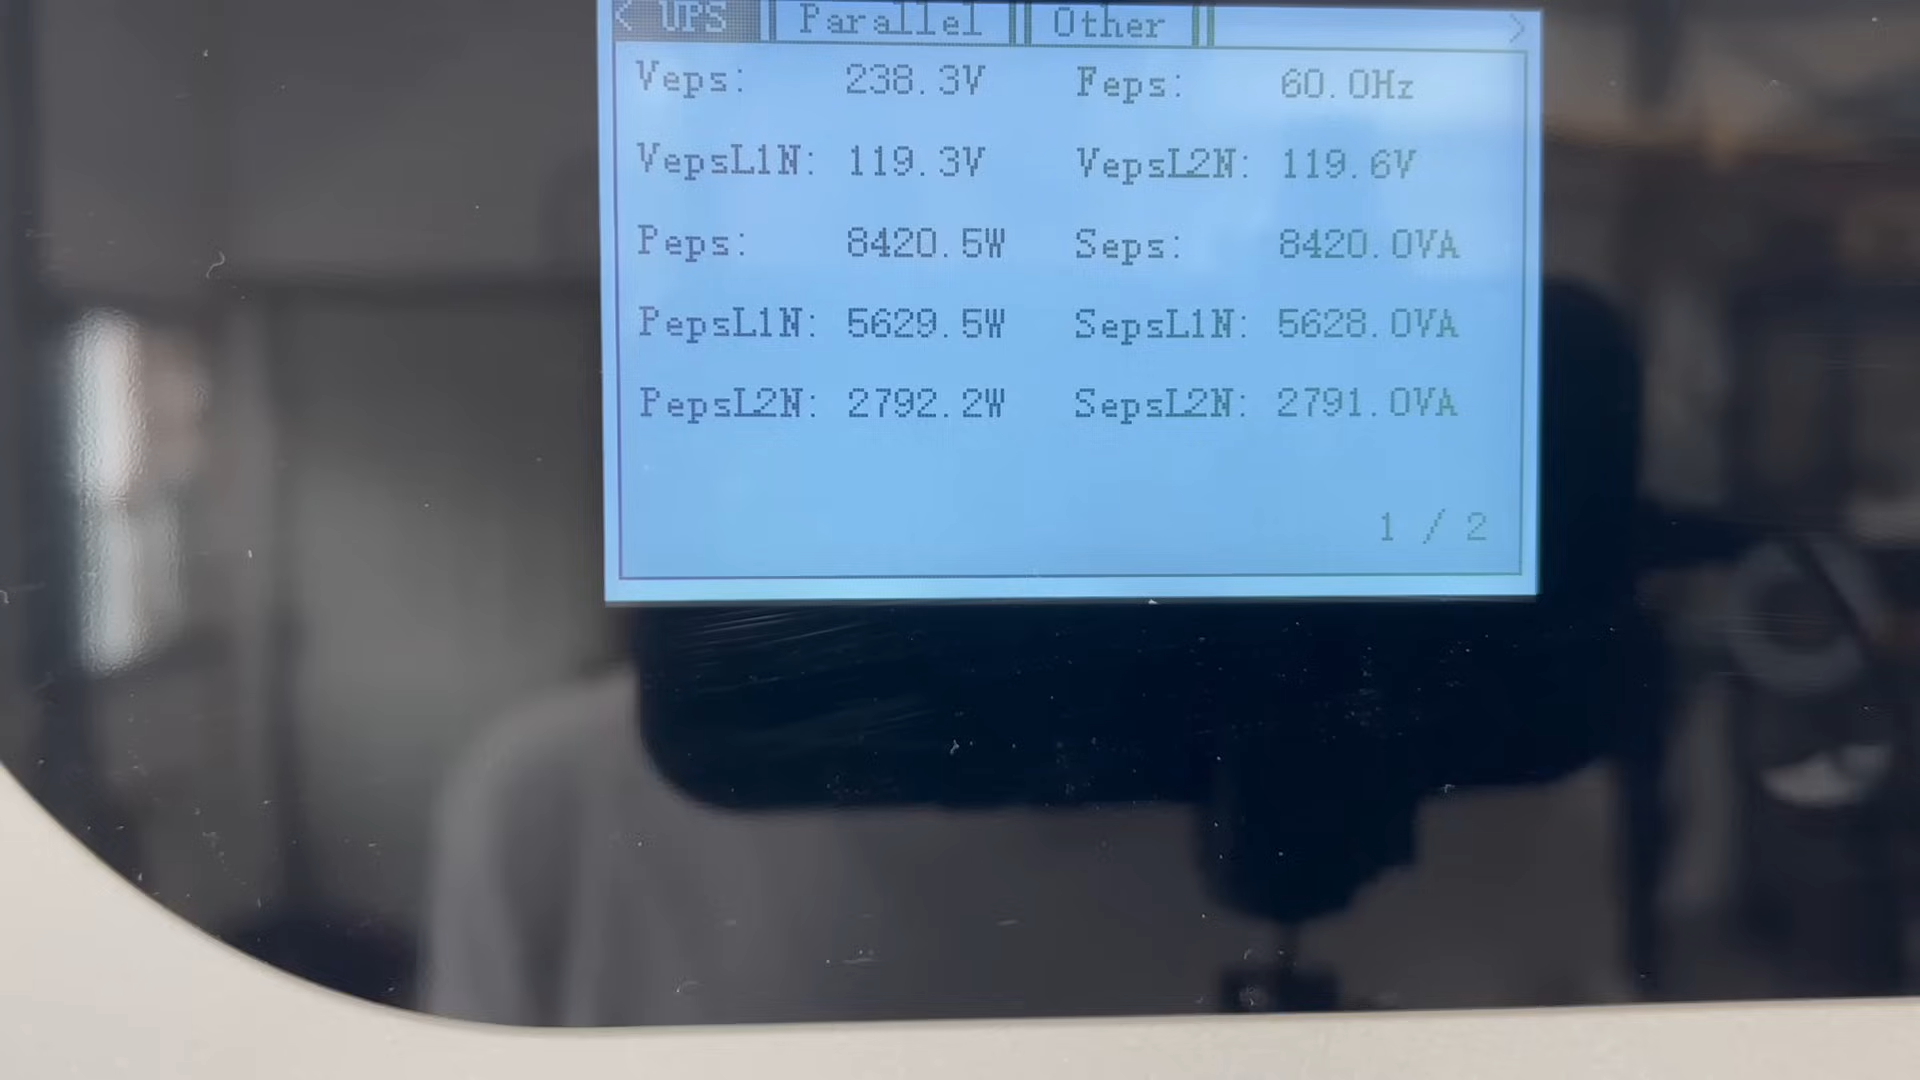 < UPS Parallel Other >
Veps: 238.3V Feps: 60.0Hz
VepsL1N: 119.3V VepsL2N: 119.6V
Peps: 8420.5W Seps: 8420.0VA
PepsL1N: 5629.5W SepsL1N: 5628.0VA
PepsL2N: 2792.2W SepsL2N: 2791.0VA
1 / 2